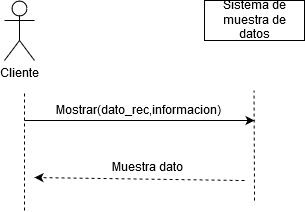 Sistema de
muestra de
datos
Cliente
Mostrar(dato_rec,informacion)
Muestra dato